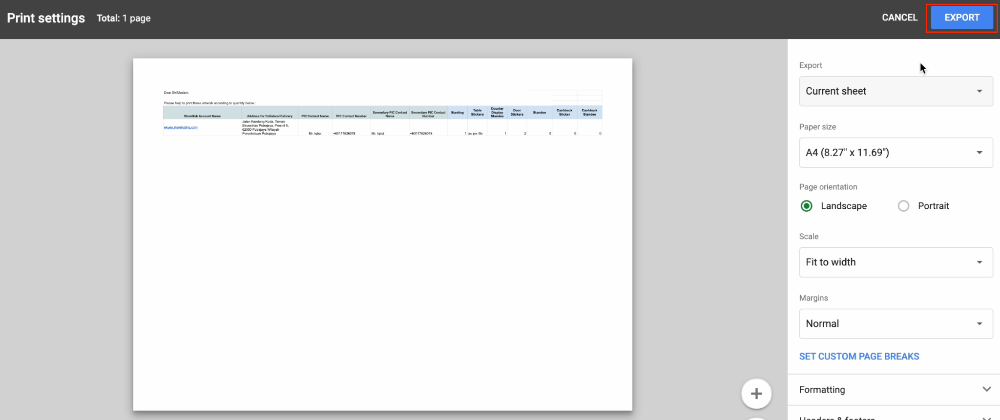 Print settings Total: 1 page CANCEL EXPORT
Dear Sir/Madam,
Please help to print these artwork according to quantity below :
StoreHub Account Name
Address for Collateral Delivery
PIC Contact Name
PIC Contact Number
Secondary PIC Contact
Name
Secondary PIC Contact
Number
Bunting
Table
Stickers
Counter
Display
Standee
Door
Stickers
Standee
Cashback
Sticker
Cashback
Standee
ekues.storehubhq.com
Jalan Kandang Kuda, Taman
Ekuestrian Putrajaya, Presint 5,
62000 Putrajaya Wilayah
Persekutuan Putrajaya
Mr. Iqbal
+60177526078
Mr. Iqbal
+60177526078
1
as per file
1
2
0
0
0
Export
Current sheet
Paper size
A4 (8.27" x 11.69")
Page orientation
Landscape Portrait
Scale
Fit to width
Margins
Normal
SET CUSTOM PAGE BREAKS
Formatting
Headers & footers